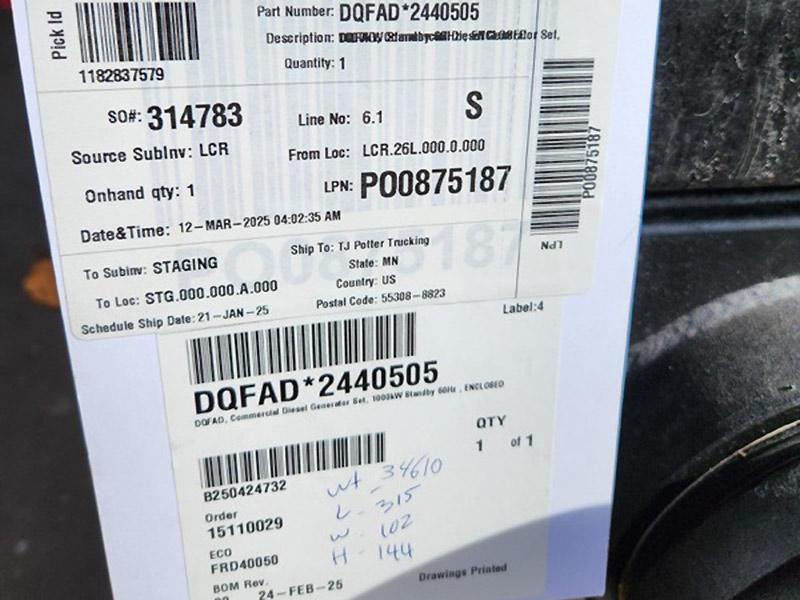 Pick Id
1182837579
Part Number: DQFAD*2440505
Description:
Quantity: 1
SO#: 314783
Line No: 6.1
S
Source SubInv: LCR
From Loc: LCR.26L.000.0.000
Onhand qty: 1
LPN: PO0875187
Date&Time: 12-MAR-2025 04:02:35 AM
PO0875187
LPN
To Subinv: STAGING
Ship To: TJ Potter Trucking
State: MN
To Loc: STG.000.000.A.000
Country: US
Schedule Ship Date: 21-JAN-25
Postal Code: 55308-8823
Label:4
DQFAD*2440505
DQFAD, Commercial Diesel Generator Set, 1000kW Standby 60Hz , ENCLOSED
QTY
1 of 1
B250424732
Order
15110029
ECO
FRD40050
BOM Rev.
24-FEB-25
Wt - 34610
L - 315
W - 102
H - 144
Drawings Printed